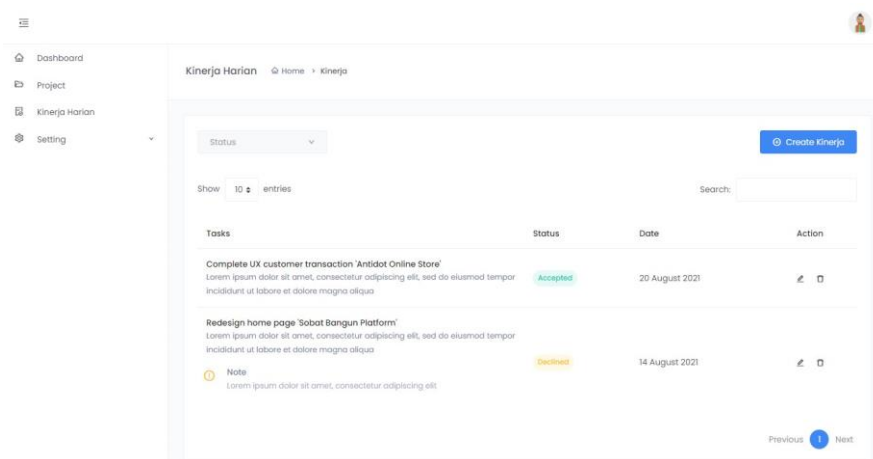 Dashboard
Project
Kinerja Harian
Setting
Kinerja Harian Home > Kinerja
Status
Create Kinerja
Show 10 entries
Search:
Tasks Status Date Action
Complete UX customer transaction 'Antidot Online Store'
Lorem ipsum dolor sit amet, consectetur adipiscing elit, sed do eiusmod tempor
incididunt ut labore et dolore magna aliqua
Accepted
20 August 2021
Redesign home page 'Sobat Bangun Platform'
Lorem ipsum dolor sit amet, consectetur adipiscing elit, sed do eiusmod tempor
incididunt ut labore et dolore magna aliqua
Note
Lorem ipsum dolor sit amet, consectetur adipiscing elit
Declined
14 August 2021
Previous 1 Next